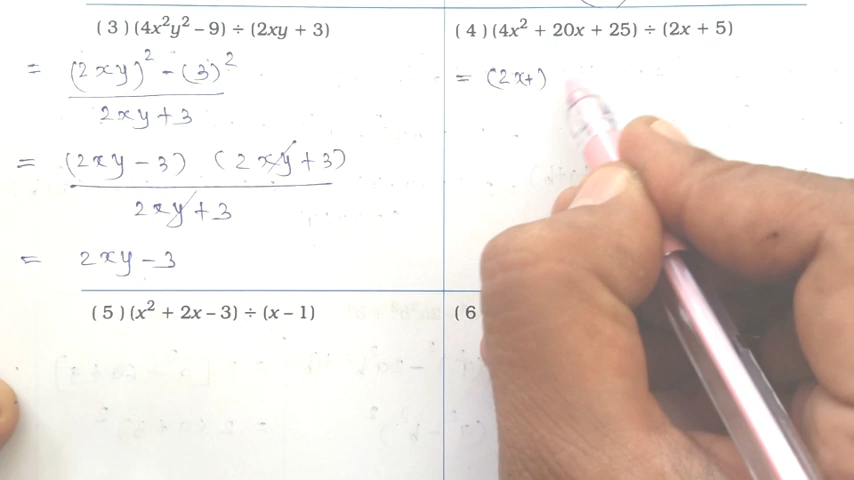 ( 3 ) (4x²y² – 9) ÷ (2xy + 3)
= (2xy)² – (3)²
2xy + 3
= (2xy – 3) (2xy + 3)
2xy + 3
= 2xy – 3
( 4 ) (4x² + 20x + 25) ÷ (2x + 5)
= (2x+)
( 5 ) (x² + 2x – 3) ÷ (x – 1)
( 6